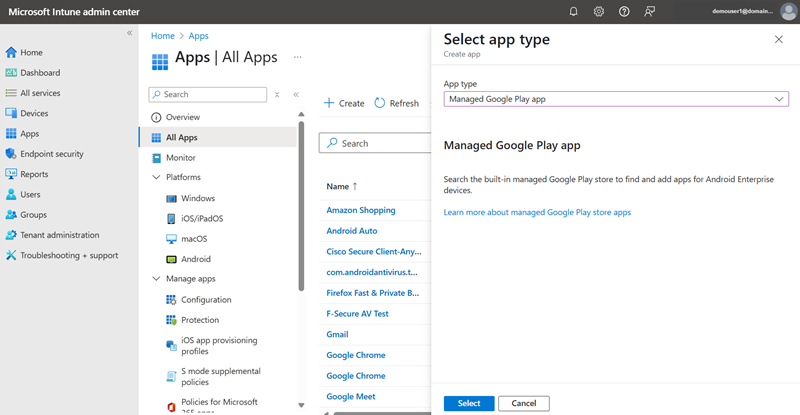 Microsoft Intune admin center
demouser1@domain...
Home
Dashboard
All services
Devices
Apps
Endpoint security
Reports
Users
Groups
Tenant administration
Troubleshooting + support
Home > Apps
Apps | All Apps
Search
Overview
All Apps
Monitor
Platforms
Windows
iOS/iPadOS
macOS
Android
Manage apps
Configuration
Protection
iOS app provisioning
profiles
S mode supplemental
policies
Policies for Microsoft
365 apps
Create
Refresh
Search
Name ↑
Amazon Shopping
Android Auto
Cisco Secure Client-Any...
com.androidantivirus.t...
Firefox Fast & Private B...
F-Secure AV Test
Gmail
Google Chrome
Google Chrome
Google Meet
Select app type
Create app
App type
Managed Google Play app
Managed Google Play app
Search the built-in managed Google Play store to find and add apps for Android Enterprise
devices.
Learn more about managed Google Play store apps
Select
Cancel